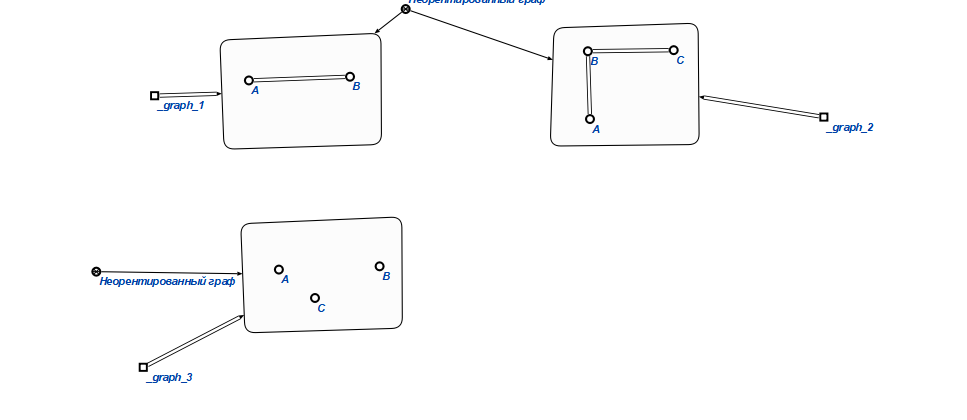 Неорентированный граф
A
B
_graph_1
B
C
A
_graph_2
Неорентированный граф
A
B
C
_graph_3